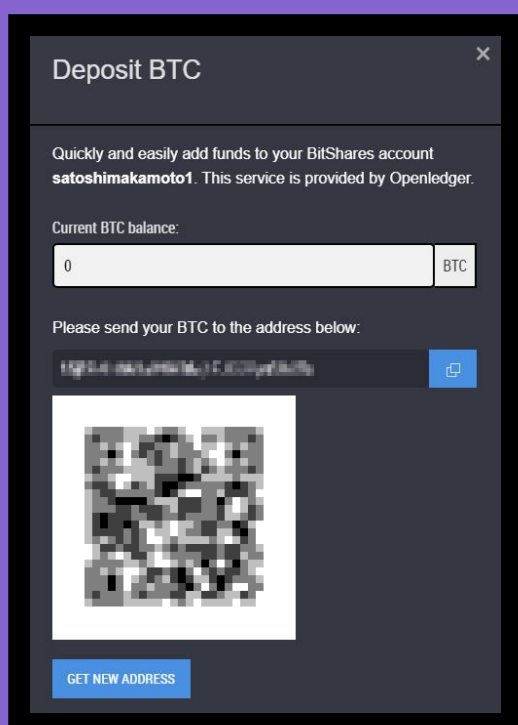 Deposit BTC
Quickly and easily add funds to your BitShares account
satoshimakamoto1. This service is provided by Openledger.
Current BTC balance:
0 BTC
Please send your BTC to the address below:
GET NEW ADDRESS